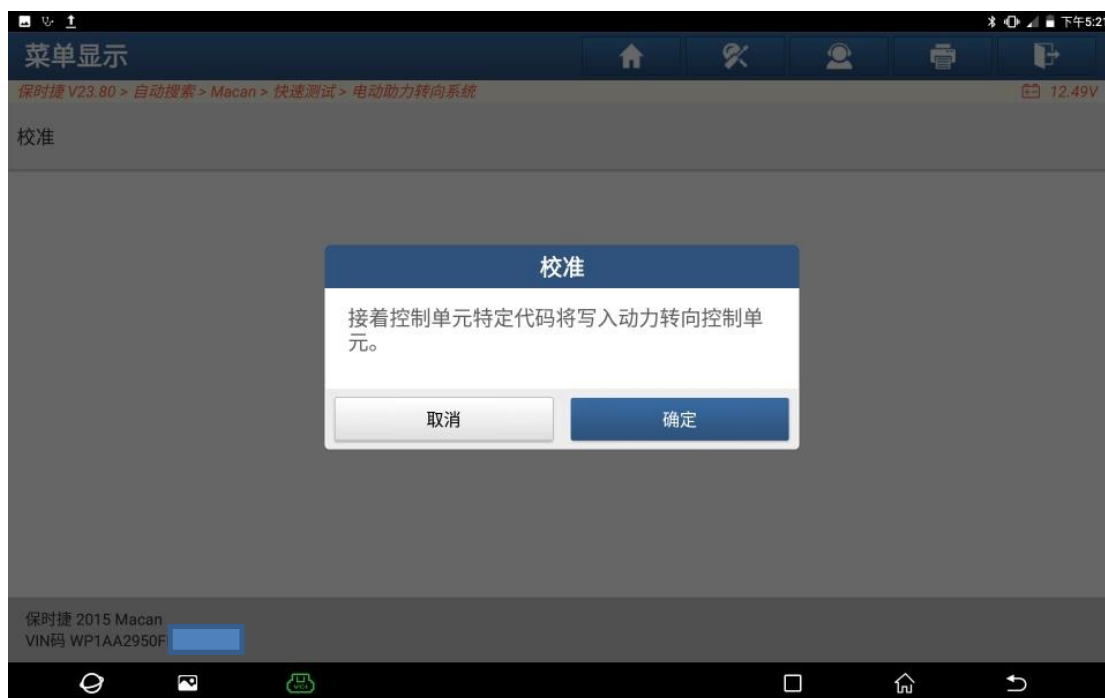 下午5:21
菜单显示
保时捷 V23.80 > 自动搜索 > Macan > 快速测试 > 电动助力转向系统
12.49V
校准
校准
接着控制单元特定代码将写入动力转向控制单
元。
取消
确定
保时捷 2015 Macan
VIN码 WP1AA2950F
VCI